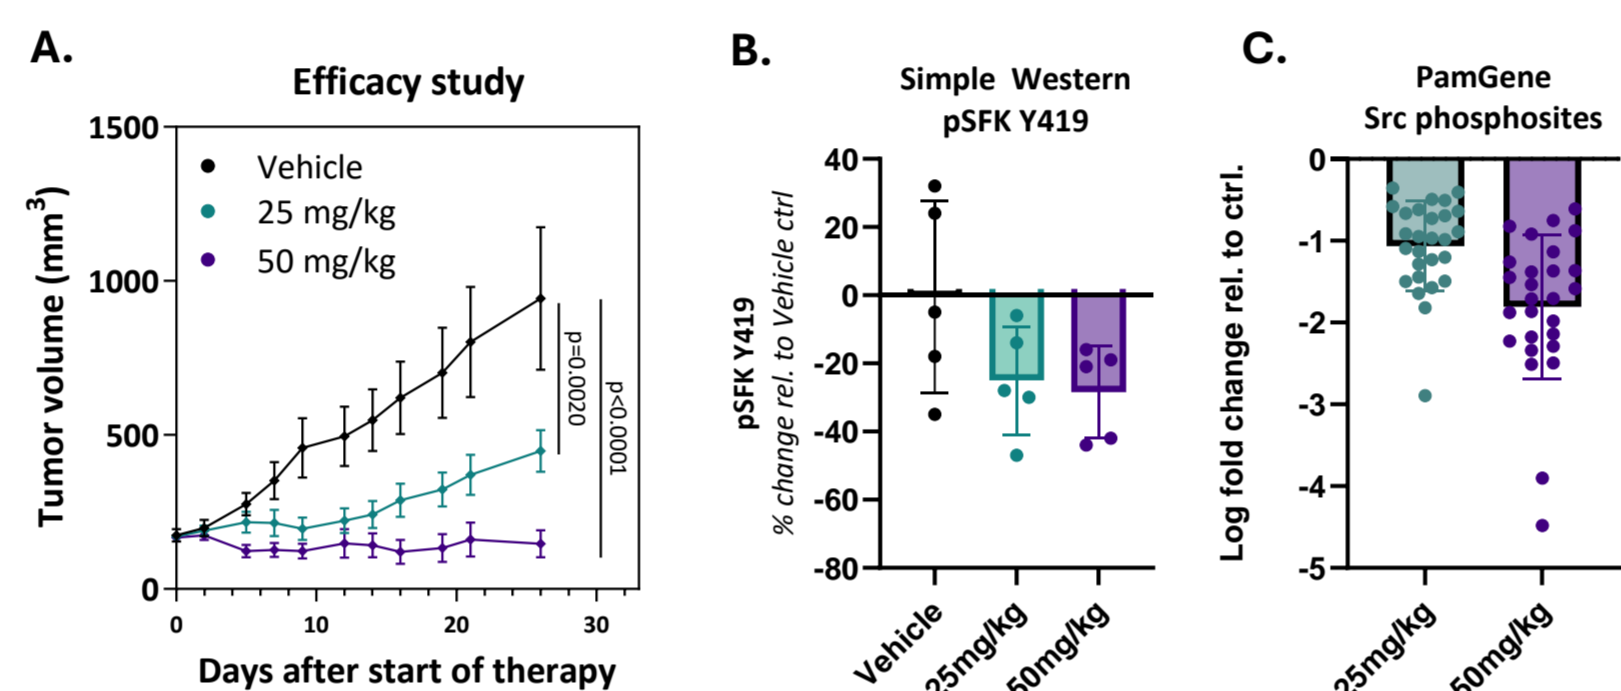 A.
Efficacy study
Tumor volume (mm³)
1500
1000
500
0
Vehicle
25 mg/kg
50 mg/kg
p=0.0020
p<0.0001
0 10 20 30
Days after start of therapy
B.
Simple Western
pSFK Y419
pSFK Y419
% change rel. to Vehicle ctrl
40
20
0
-20
-40
-60
-80
Vehicle
25mg/kg
50mg/kg
C.
PamGene
Src phosphosites
Log fold change rel. to ctrl.
0
-1
-2
-3
-4
-5
25mg/kg
50mg/kg